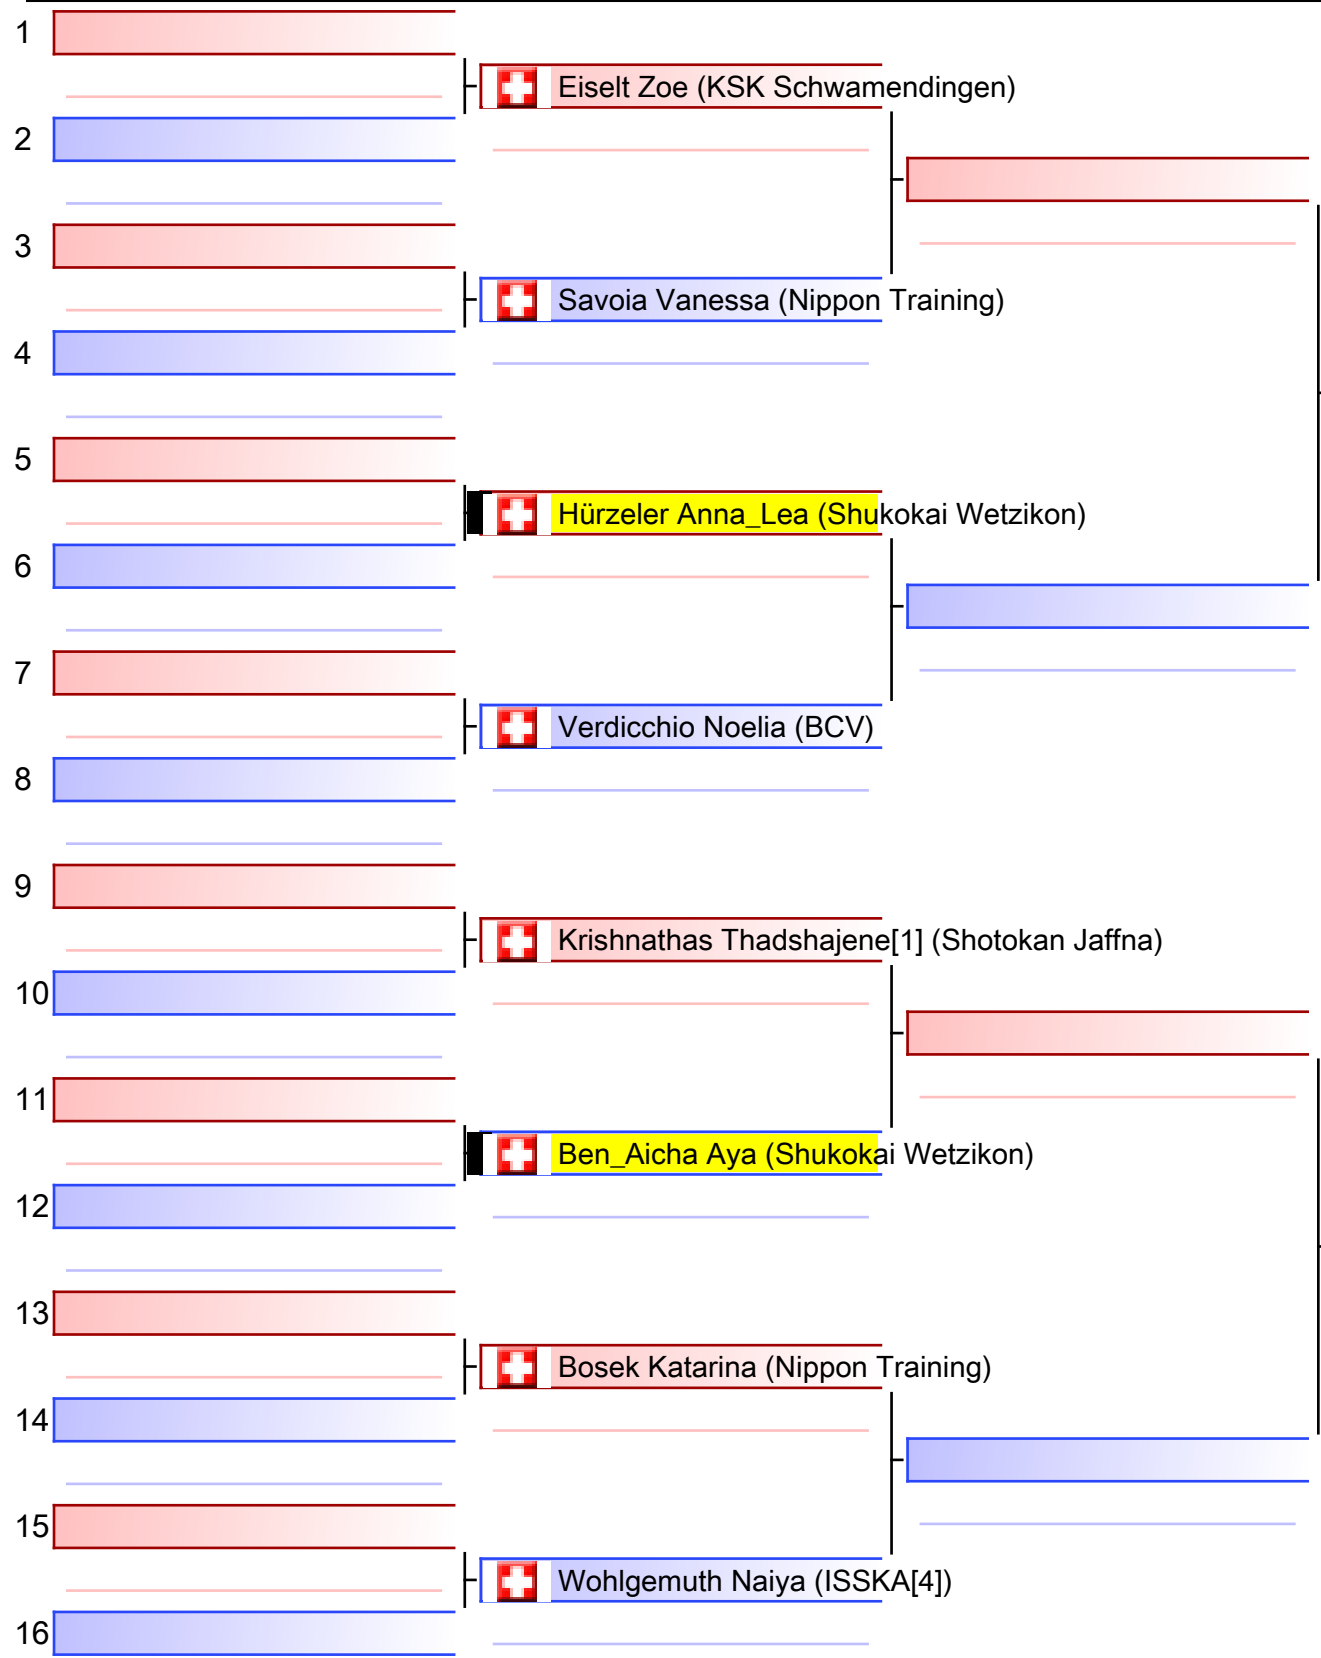 1
Eiselt Zoe (KSK Schwamendingen)
2
3
Savoia Vanessa (Nippon Training)
4
5
Hürzeler Anna_Lea (Shukokai Wetzikon)
6
7
Verdicchio Noelia (BCV)
8
9
Krishnathas Thadshajene[1] (Shotokan Jaffna)
10
11
Ben_Aicha Aya (Shukokai Wetzikon)
12
13
Bosek Katarina (Nippon Training)
14
15
Wohlgemuth Naiya (ISSKA[4])
16